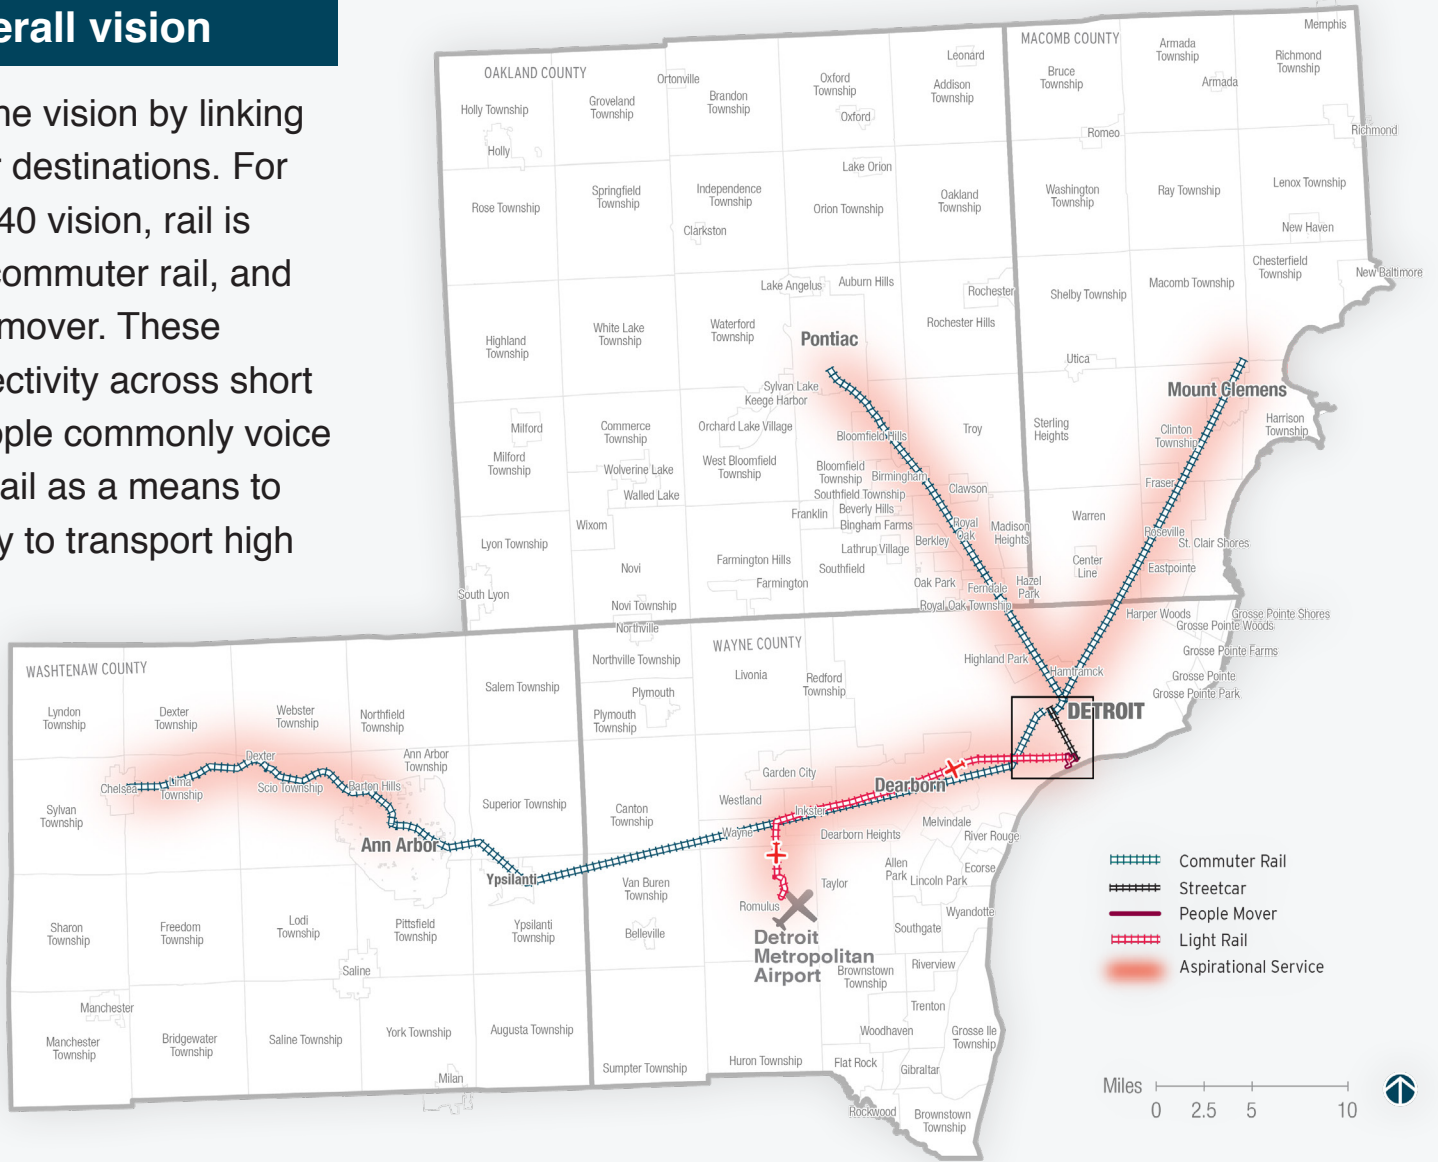 erall vision
ne vision by linking
r destinations. For
40 vision, rail is
commuter rail, and
mover. These
ectivity across short
ople commonly voice
rail as a means to
y to transport high
OAKLAND COUNTY
MACOMB COUNTY
Memphis
Holly Township
Holly
Groveland
Township
Ortonville
Brandon
Township
Oxford
Township
Oxford
Leonard
Addison
Township
Bruce
Township
Armada
Township
Armada
Richmond
Township
Romeo
Richmond
Rose Township
Springfield
Township
Independence
Township
Clarkston
Lake Orion
Orion Township
Oakland
Township
Washington
Township
Ray Township
Lenox Township
New Haven
Highland
Township
White Lake
Township
Waterford
Township
Lake Angelus
Auburn Hills
Rochester
Rochester Hills
Shelby Township
Macomb Township
Chesterfield
Township
New Baltimore
Pontiac
Sylvan Lake
Keego Harbor
Utica
Mount Clemens
Harrison
Township
Milford
Milford
Township
Commerce
Township
Wolverine Lake
Walled Lake
Orchard Lake Village
West Bloomfield
Township
Bloomfield Hills
Bloomfield
Township
Birmingham
Troy
Sterling
Heights
Clinton
Township
Fraser
Southfield Township
Franklin
Beverly Hills
Bingham Farms
Clawson
Royal
Oak
Madison
Heights
Warren
Roseville
St. Clair Shores
Lyon Township
Wixom
Novi
Farmington Hills
Farmington
Lathrup Village
Southfield
Berkley
Oak Park
Ferndale
Hazel
Park
Center
Line
Eastpointe
South Lyon
Novi Township
Northville
Royal Oak Township
Harper Woods
Grosse Pointe Shores
Grosse Pointe Woods
Grosse Pointe Farms
Grosse Pointe
Grosse Pointe Park
WASHTENAW COUNTY
WAYNE COUNTY
Northville Township
Livonia
Redford
Township
Highland Park
Hamtramck
DETROIT
Lyndon
Township
Dexter
Township
Webster
Township
Northfield
Township
Salem Township
Plymouth
Plymouth
Township
Chelsea
Lima
Township
Dexter
Scio Township
Barton Hills
Ann Arbor
Township
Sylvan
Township
Superior Township
Canton
Township
Garden City
Westland
Wayne
Inkster
Dearborn
Dearborn Heights
Melvindale
River Rouge
Ann Arbor
Ypsilanti
Van Buren
Township
Belleville
Romulus
Taylor
Allen
Park
Lincoln Park
Ecorse
Wyandotte
Sharon
Township
Freedom
Township
Lodi
Township
Pittsfield
Township
Ypsilanti
Township
Saline
Detroit
Metropolitan
Airport
Southgate
Brownstown
Township
Riverview
Trenton
Manchester
Manchester
Township
Bridgewater
Township
Saline Township
York Township
Augusta Township
Milan
Sumpter Township
Huron Township
Woodhaven
Grosse Ile
Township
Flat Rock
Gibraltar
Rockwood
Brownstown
Township
Commuter Rail
Streetcar
People Mover
Light Rail
Aspirational Service
Miles
0 2.5 5 10